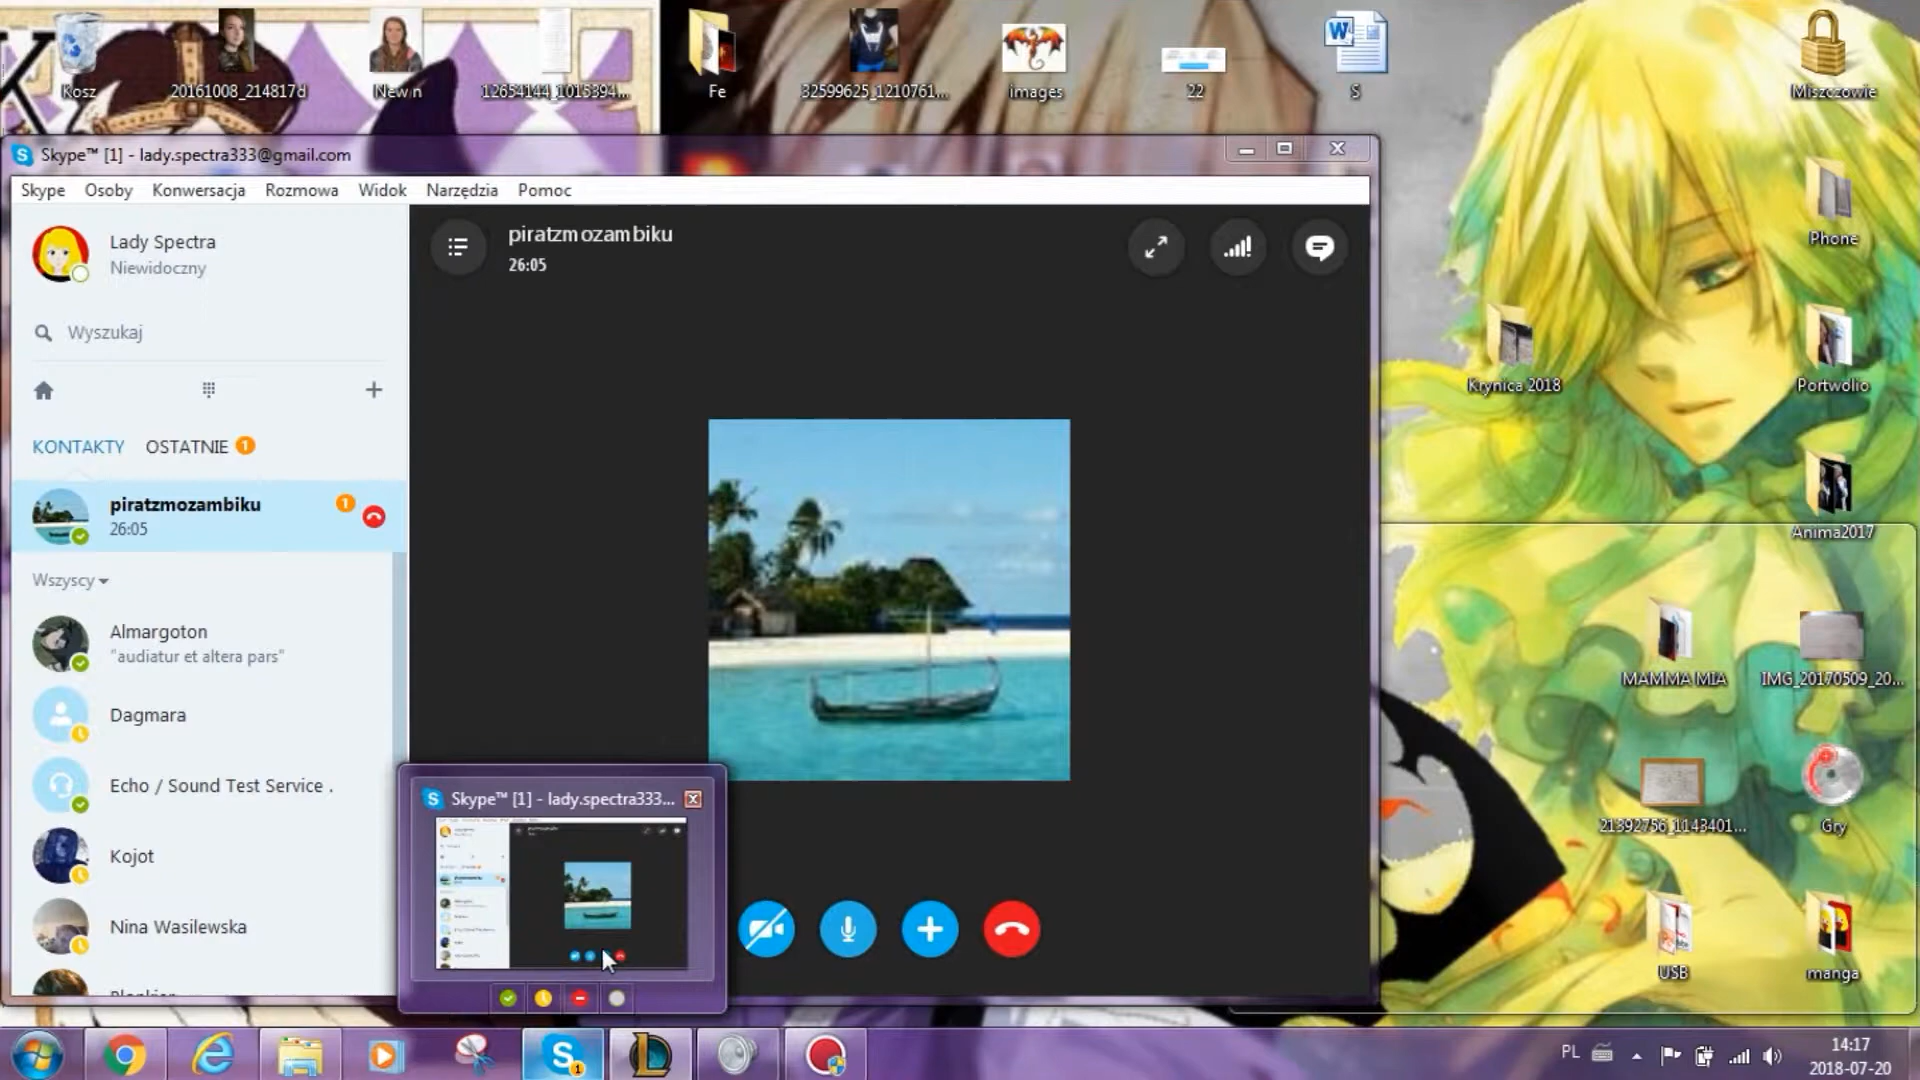 Kosz
20161008_214817d
New n
12654144_1015394...
Fe
32599625_1210761...
images
22
S
Miszczowie
Skype™ [1] - lady.spectra333@gmail.com
Skype Osoby Konwersacja Rozmowa Widok Narzędzia Pomoc
Lady Spectra
Niewidoczny
Wyszukaj
KONTAKTY OSTATNIE 1
piratzmozambiku 1
26:05
Wszyscy
Almargoton
"audiatur et altera pars"
Dagmara
Echo / Sound Test Service .
Kojot
Nina Wasilewska
piratzmozambiku
26:05
Skype™ [1] - lady.spectra333...
Phone
Krynica 2018
Portwolio
Anima2017
MAMMA MIA
IMG_20170509_20...
21392756_1143401...
Gry
USB
manga
PL
14:17
2018-07-20